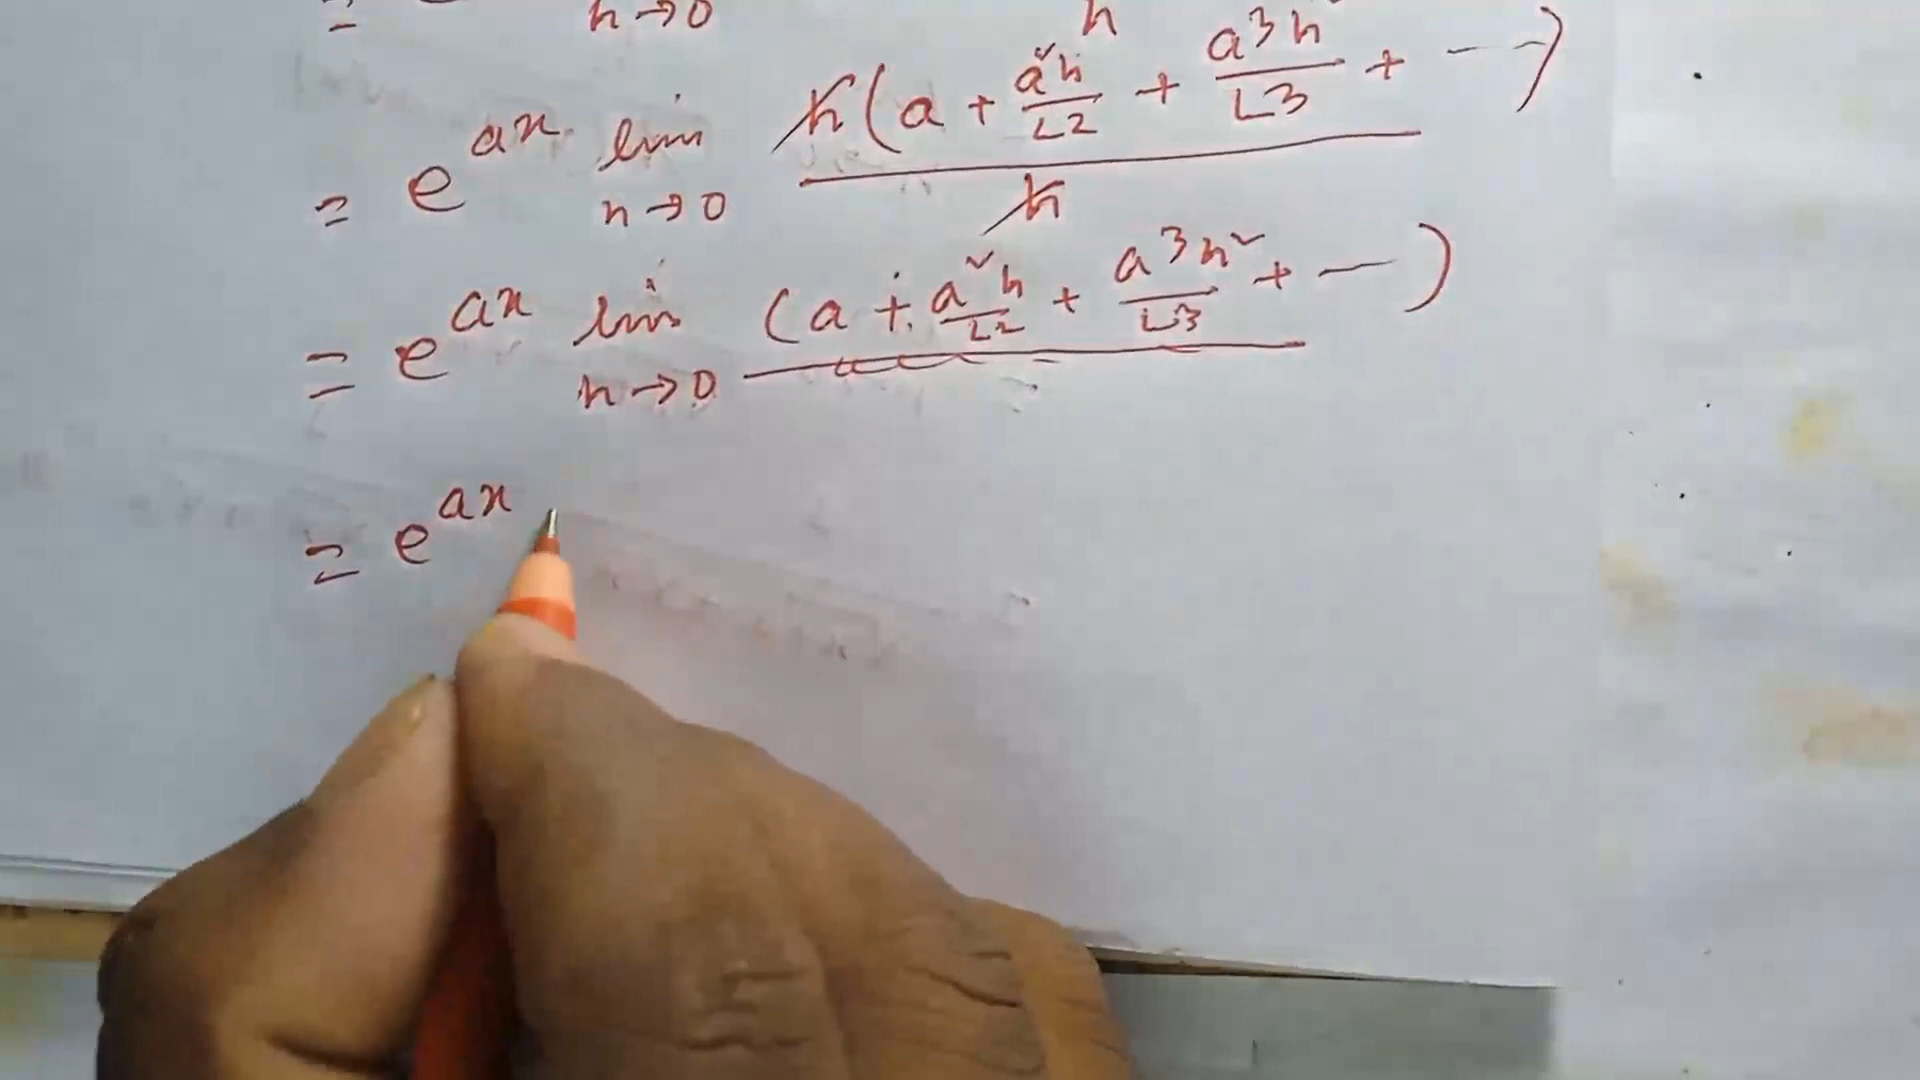 = h→0 h
= e^{ax} lim_{h→0} h(a + a²h/∟2 + a³h²/∟3 + - -)/h
= e^{ax} lim_{h→0} (a + a²h/∟2 + a³h²/∟3 + - -)
= e^{ax}